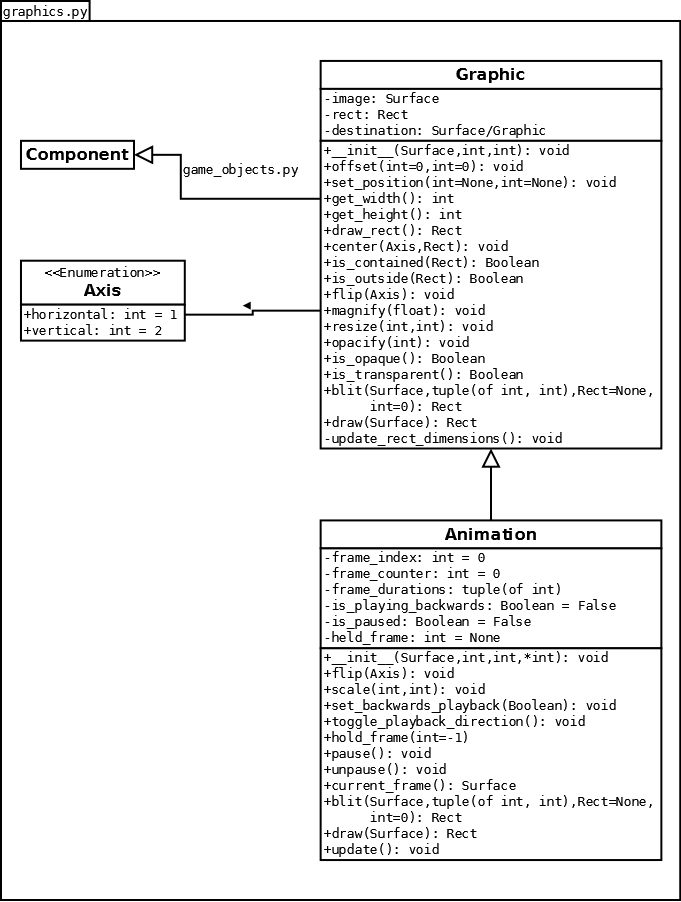 graphics.py
Graphic
-image: Surface
-rect: Rect
-destination: Surface/Graphic
+__init__(Surface,int,int): void
+offset(int=0,int=0): void
+set_position(int=None,int=None): void
+get_width(): int
+get_height(): int
+draw_rect(): Rect
+center(Axis,Rect): void
+is_contained(Rect): Boolean
+is_outside(Rect): Boolean
+flip(Axis): void
+magnify(float): void
+resize(int,int): void
+opacify(int): void
+is_opaque(): Boolean
+is_transparent(): Boolean
+blit(Surface,tuple(of int, int),Rect=None,
int=0): Rect
+draw(Surface): Rect
-update_rect_dimensions(): void
Component
game_objects.py
<<Enumeration>>
Axis
+horizontal: int = 1
+vertical: int = 2
Animation
-frame_index: int = 0
-frame_counter: int = 0
-frame_durations: tuple(of int)
-is_playing_backwards: Boolean = False
-is_paused: Boolean = False
-held_frame: int = None
+__init__(Surface,int,int,*int): void
+flip(Axis): void
+scale(int,int): void
+set_backwards_playback(Boolean): void
+toggle_playback_direction(): void
+hold_frame(int=-1)
+pause(): void
+unpause(): void
+current_frame(): Surface
+blit(Surface,tuple(of int, int),Rect=None,
int=0): Rect
+draw(Surface): Rect
+update(): void